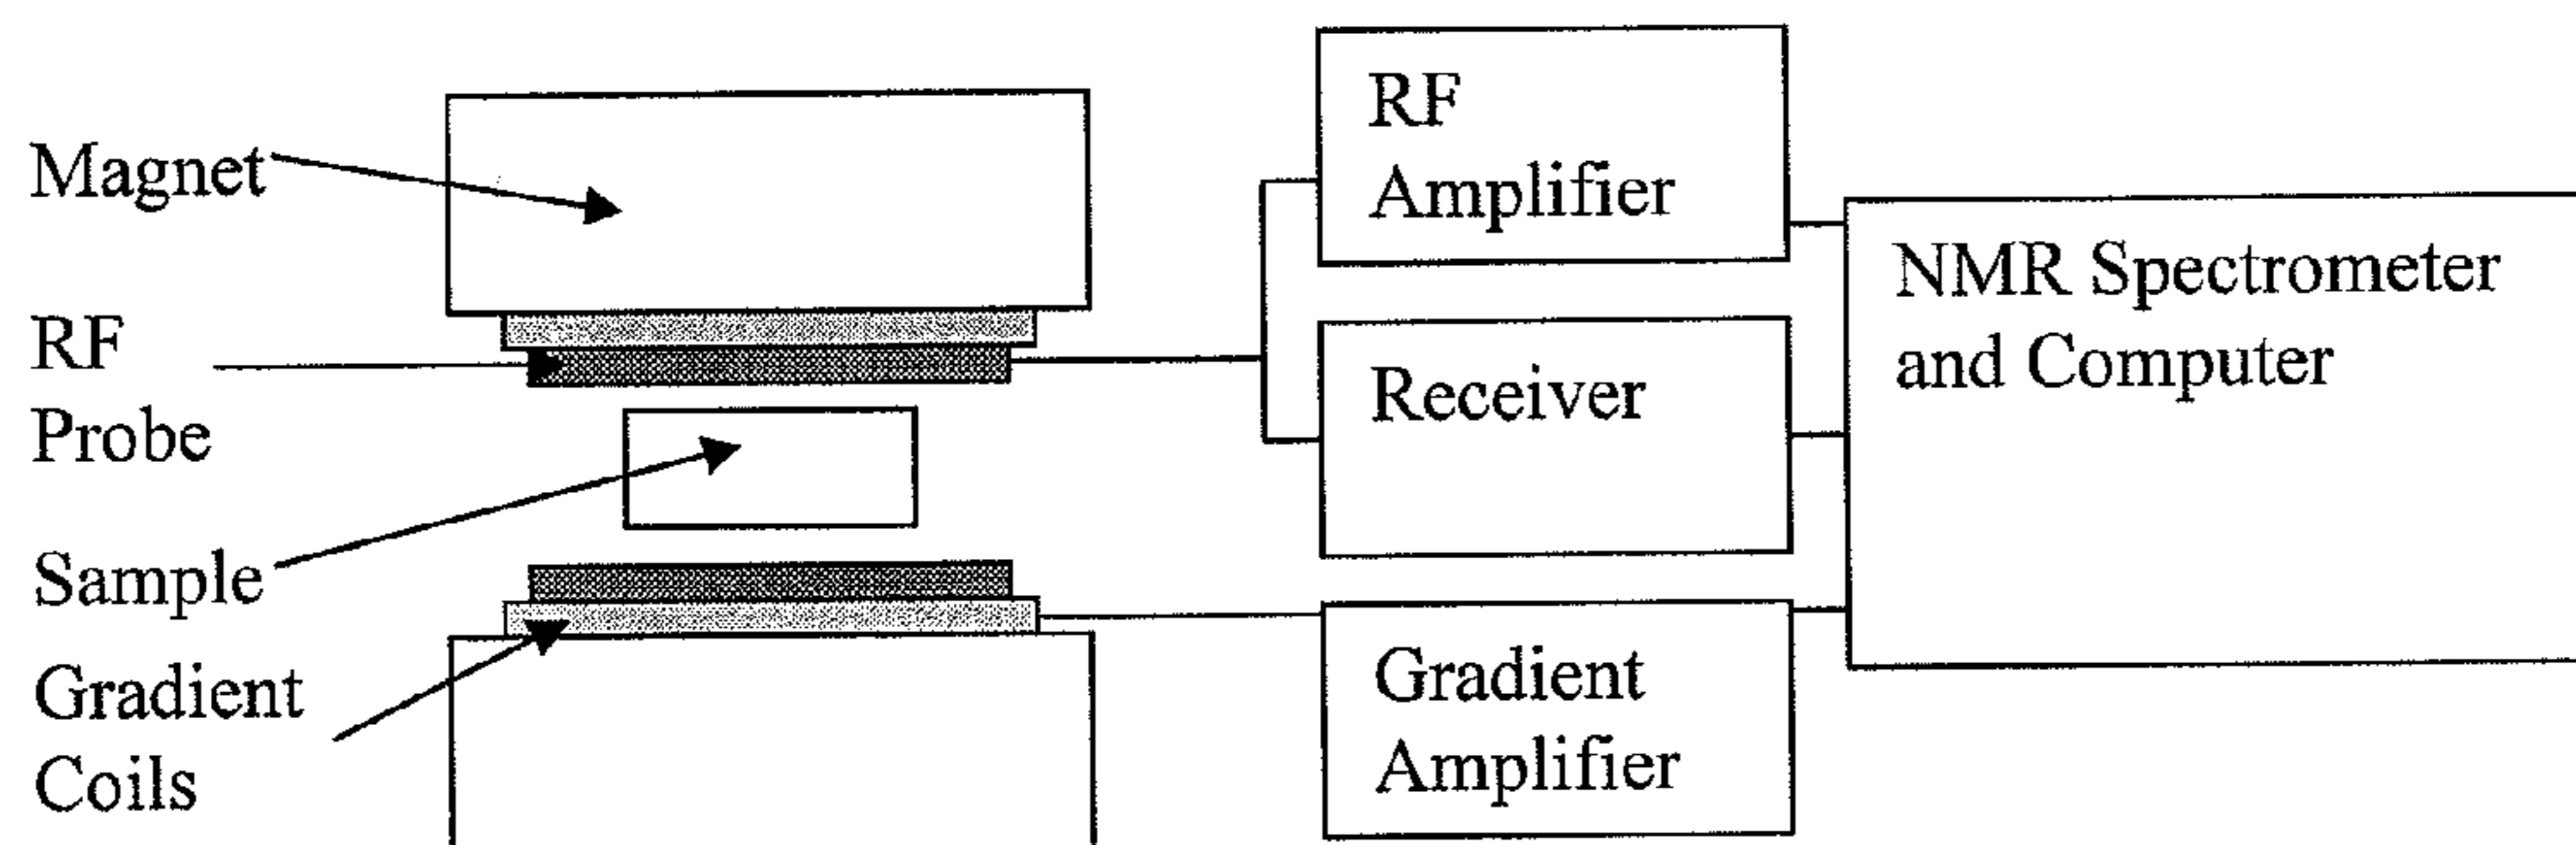 Magnet
RF
Probe
Sample
Gradient
Coils
RF
Amplifier
Receiver
Gradient
Amplifier
NMR Spectrometer
and Computer